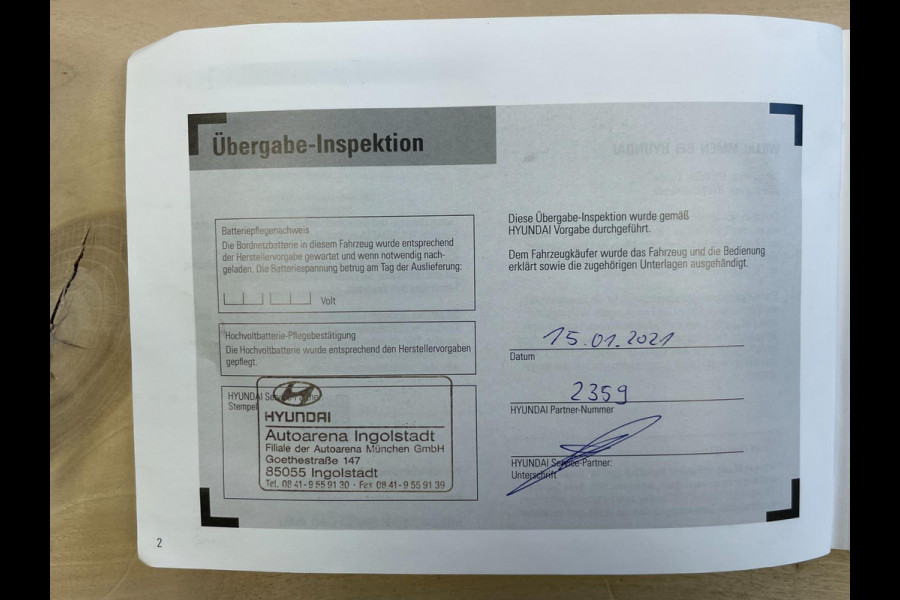 Übergabe-Inspektion
Batteriepflegenachweis
Die Bordnetzbatterie in diesem Fahrzeug wurde entsprechend
der Herstellervorgabe gewartet und wenn notwendig nach-
geladen. Die Batteriespannung betrug am Tag der Auslieferung:
Volt
Hochvoltbatterie-Pflegebestätigung
Die Hochvoltbatterie wurde entsprechend den Herstellervorgaben
gepflegt.
HYUNDAI
Stempel
HYUNDAI
Autoarena Ingolstadt
Filiale der Autoarena München GmbH
Goethestraße 147
85055 Ingolstadt
Tel. 08 41 - 9 55 91 30 · Fax 08 41 - 9 55 91 39
Diese Übergabe-Inspektion wurde gemäß
HYUNDAI Vorgabe durchgeführt.
Dem Fahrzeugkäufer wurde das Fahrzeug und die Bedienung
erklärt sowie die zugehörigen Unterlagen ausgehändigt.
15.01.2021
Datum
2359
HYUNDAI Partner-Nummer
HYUNDAI Service-Partner:
Unterschrift
2